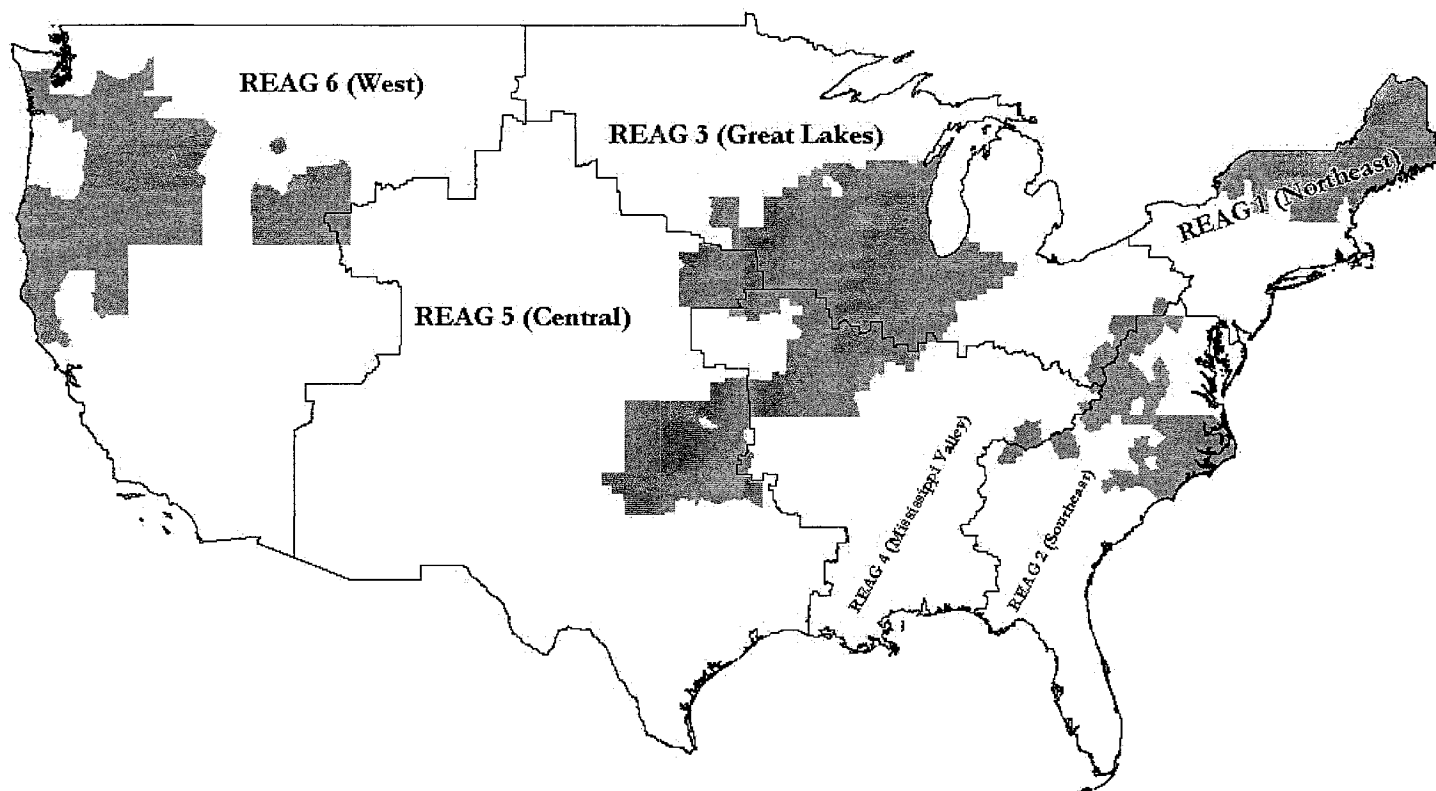 REAG 6 (West)
REAG 3 (Great Lakes)
REAG 1 (Northeast)
REAG 5 (Central)
REAG 4 (Mississippi Valley)
REAG 2 (Southeast)